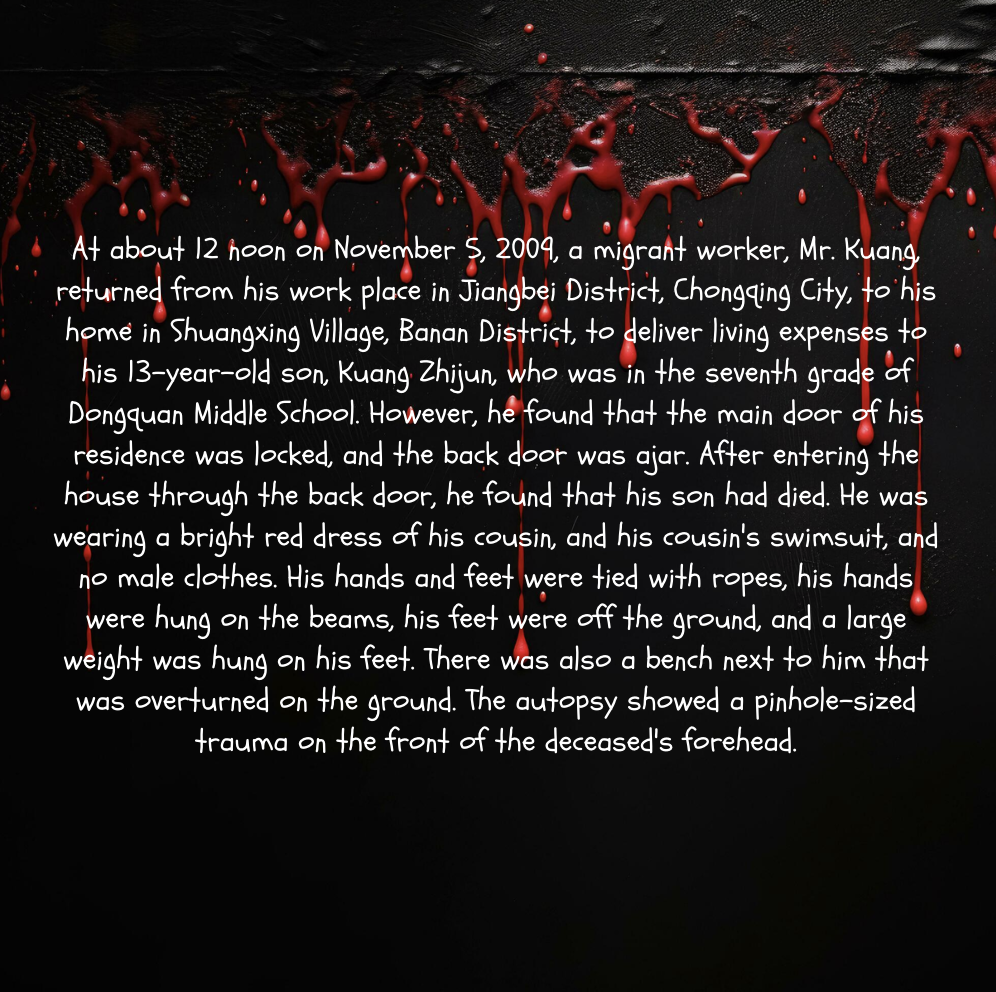 At about 12 noon on November 5, 2009, a migrant worker, Mr. Kuang,
returned from his work place in Jiangbei District, Chongqing City, to his
home in Shuangxing Village, Banan District, to deliver living expenses to
his 13-year-old son, Kuang Zhijun, who was in the seventh grade of
Dongquan Middle School. However, he found that the main door of his
residence was locked, and the back door was ajar. After entering the
house through the back door, he found that his son had died. He was
wearing a bright red dress of his cousin, and his cousin's swimsuit, and
no male clothes. His hands and feet were tied with ropes, his hands
were hung on the beams, his feet were off the ground, and a large
weight was hung on his feet. There was also a bench next to him that
was overturned on the ground. The autopsy showed a pinhole-sized
trauma on the front of the deceased's forehead.